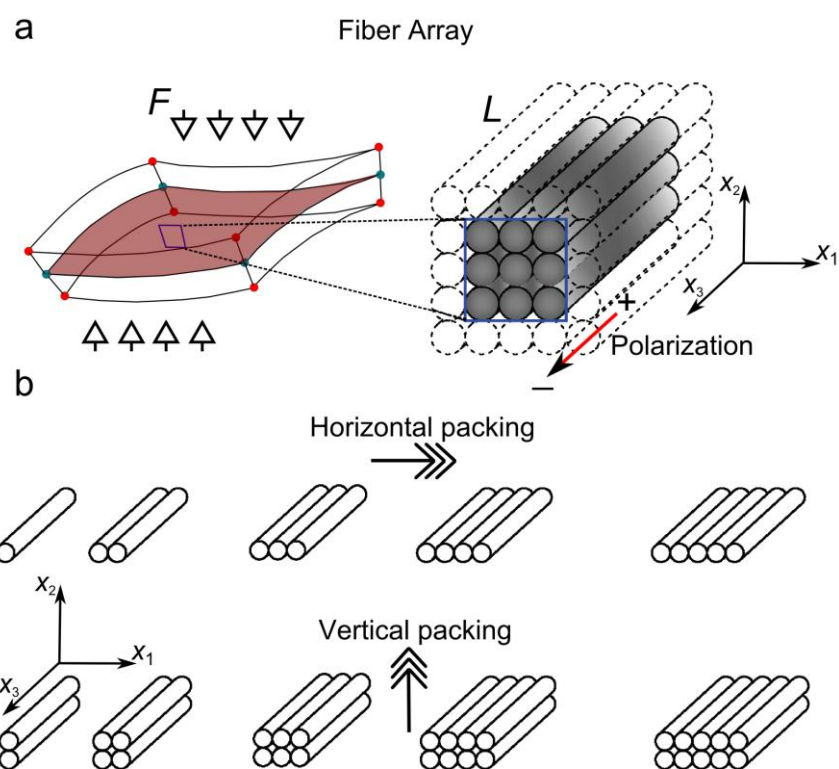 a
Fiber Array
F
L
x2
x1
x3
+
Polarization
–
b
Horizontal packing
x2
Vertical packing
x1
x3